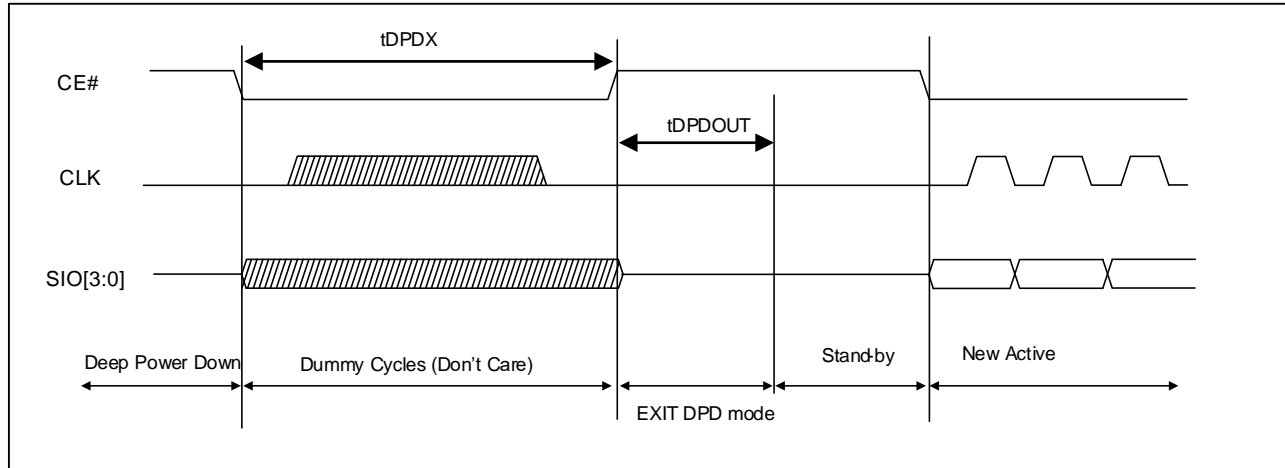 tDPDX
CE#
tDPDOUT
CLK
SIO[3:0]
Deep Power Down
Dummy Cycles (Don't Care)
Stand-by
New Active
EXIT DPD mode